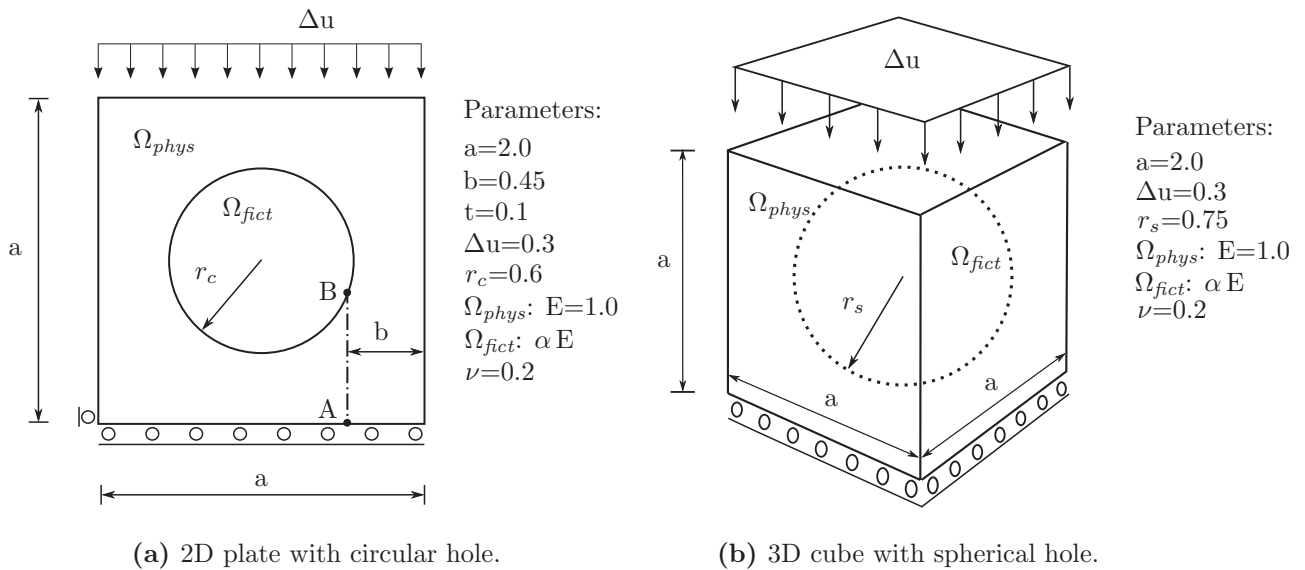 Δu
Ω_phys
Ω_fict
r_c
B
b
A
a
a
Parameters:
a=2.0
b=0.45
t=0.1
Δu=0.3
r_c=0.6
Ω_phys: E=1.0
Ω_fict: α E
ν=0.2
(a) 2D plate with circular hole.
Δu
Ω_phys
Ω_fict
r_s
a
a
a
Parameters:
a=2.0
Δu=0.3
r_s=0.75
Ω_phys: E=1.0
Ω_fict: α E
ν=0.2
(b) 3D cube with spherical hole.